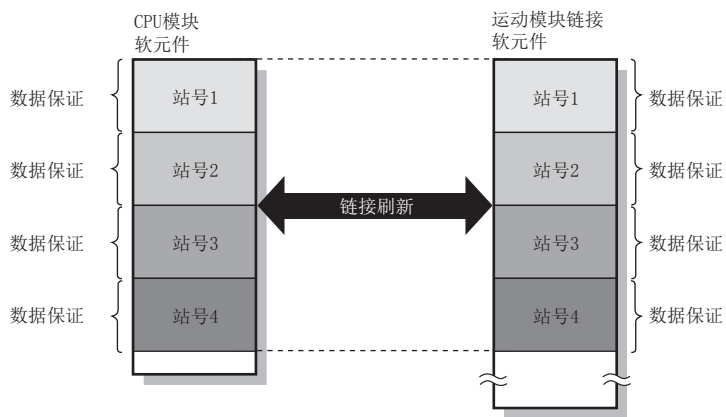 CPU模块
软元件
运动模块链接
软元件
数据保证
站号1
站号1
数据保证
数据保证
站号2
站号2
数据保证
链接刷新
数据保证
站号3
站号3
数据保证
数据保证
站号4
站号4
数据保证